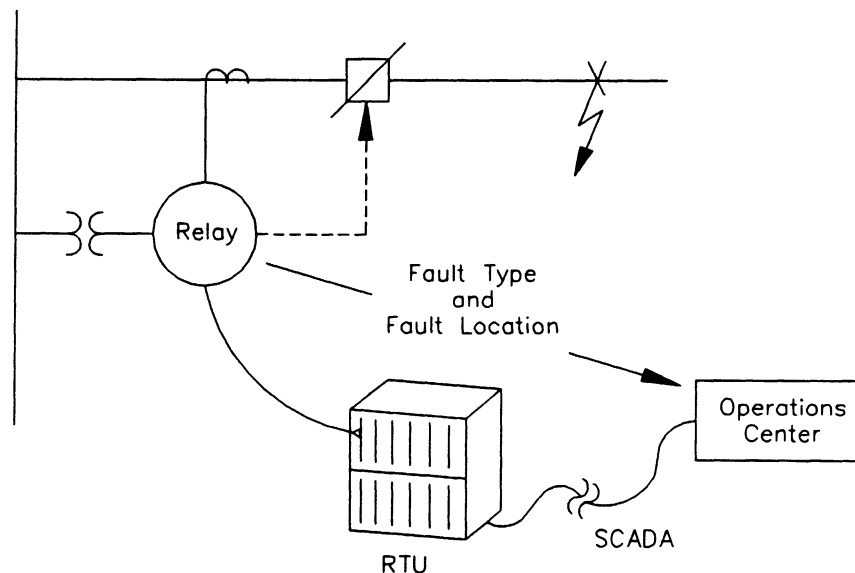 Relay
Fault Type
and
Fault Location
Operations
Center
SCADA
RTU